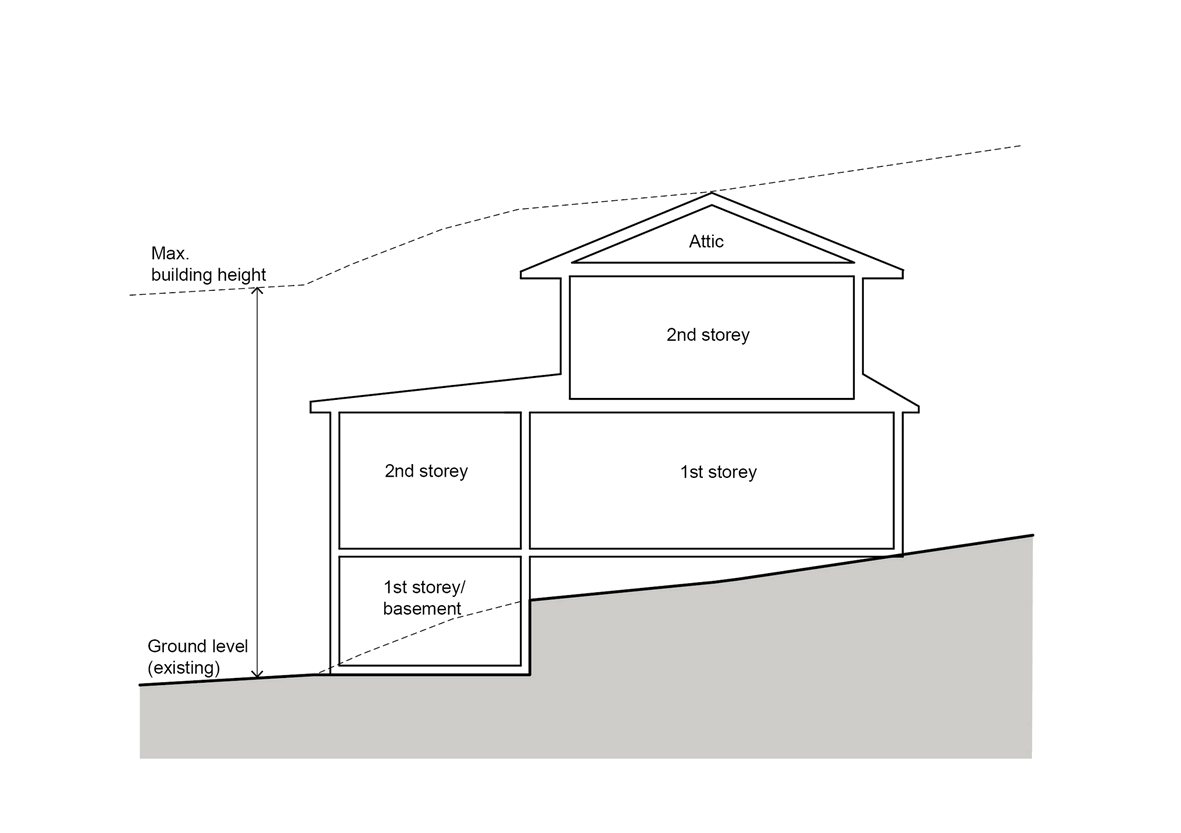 Max.
building height
Attic
2nd storey
2nd storey
1st storey
1st storey/
basement
Ground level
(existing)